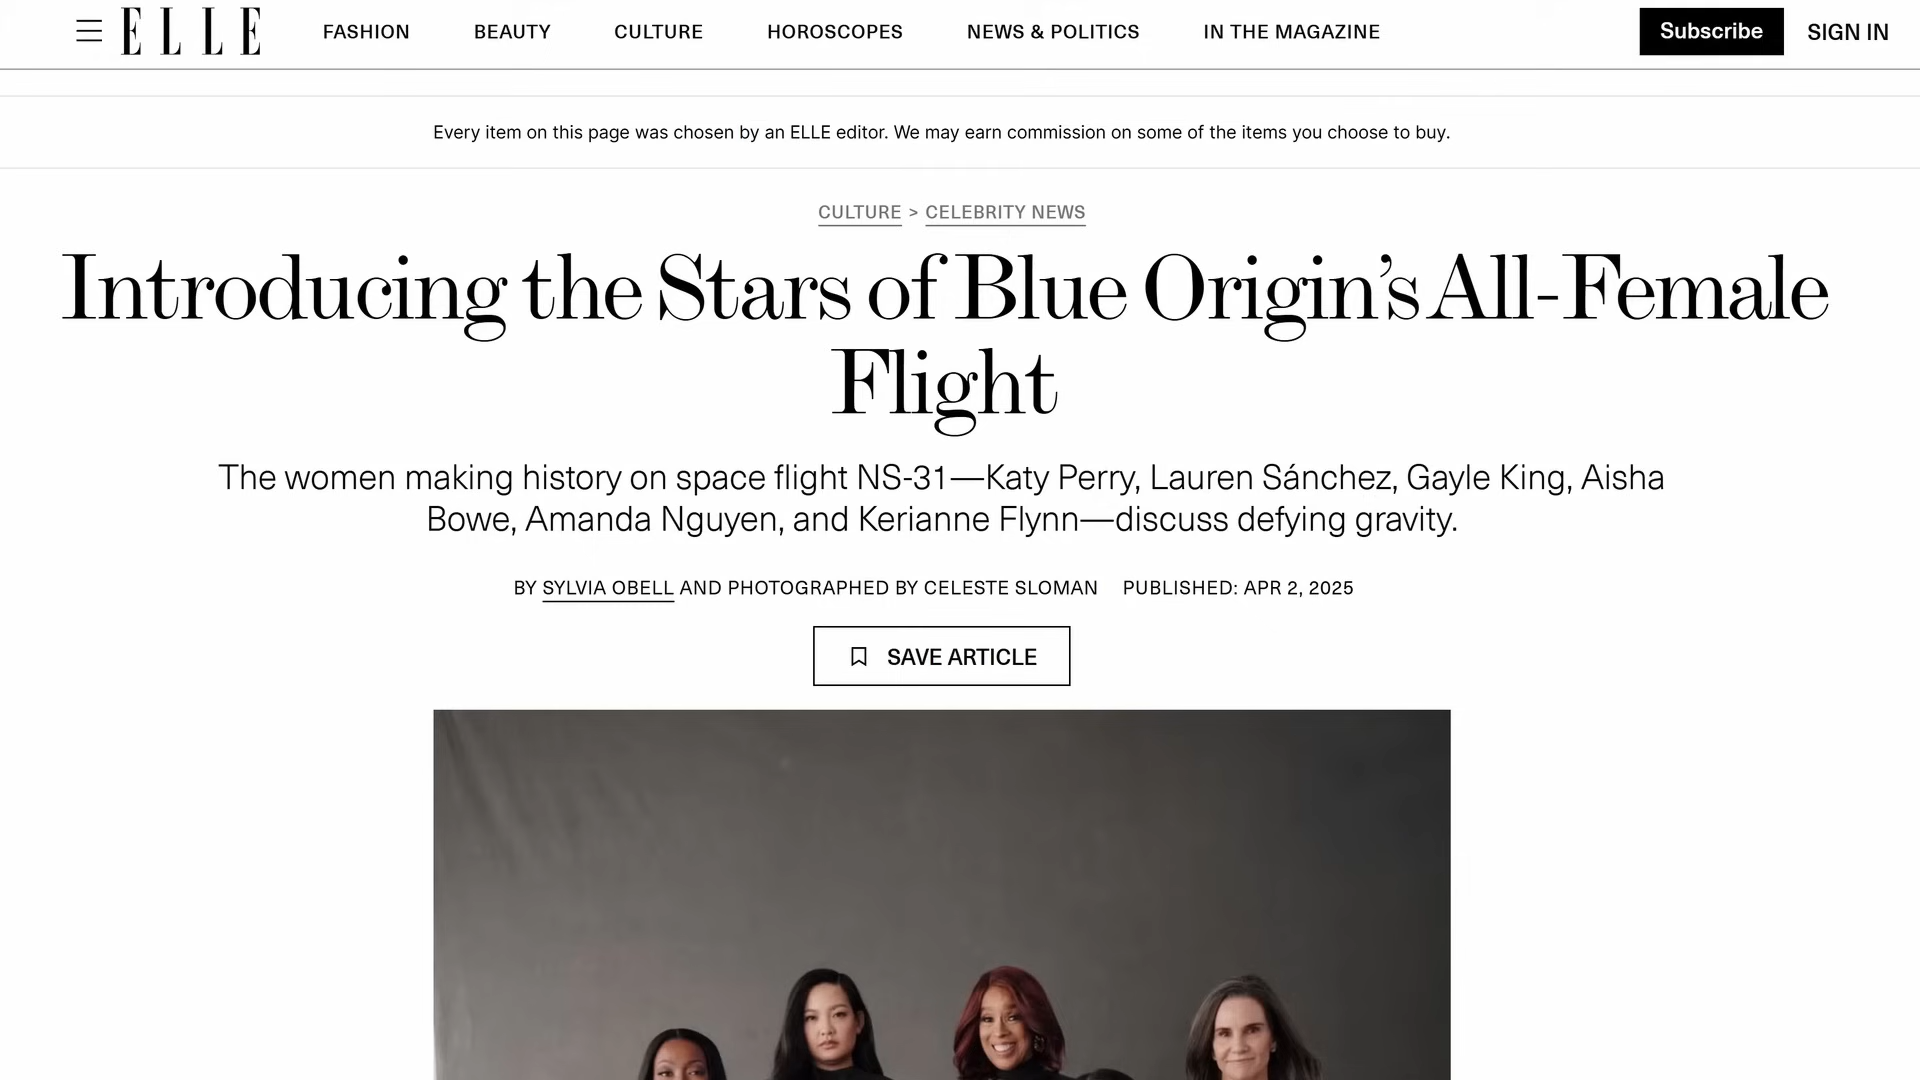 ELLE FASHION BEAUTY CULTURE HOROSCOPES NEWS & POLITICS IN THE MAGAZINE Subscribe SIGN IN
Every item on this page was chosen by an ELLE editor. We may earn commission on some of the items you choose to buy.
CULTURE > CELEBRITY NEWS
Introducing the Stars of Blue Origin’s All-Female
Flight
The women making history on space flight NS-31—Katy Perry, Lauren Sánchez, Gayle King, Aisha
Bowe, Amanda Nguyen, and Kerianne Flynn—discuss defying gravity.
BY SYLVIA OBELL AND PHOTOGRAPHED BY CELESTE SLOMAN PUBLISHED: APR 2, 2025
SAVE ARTICLE